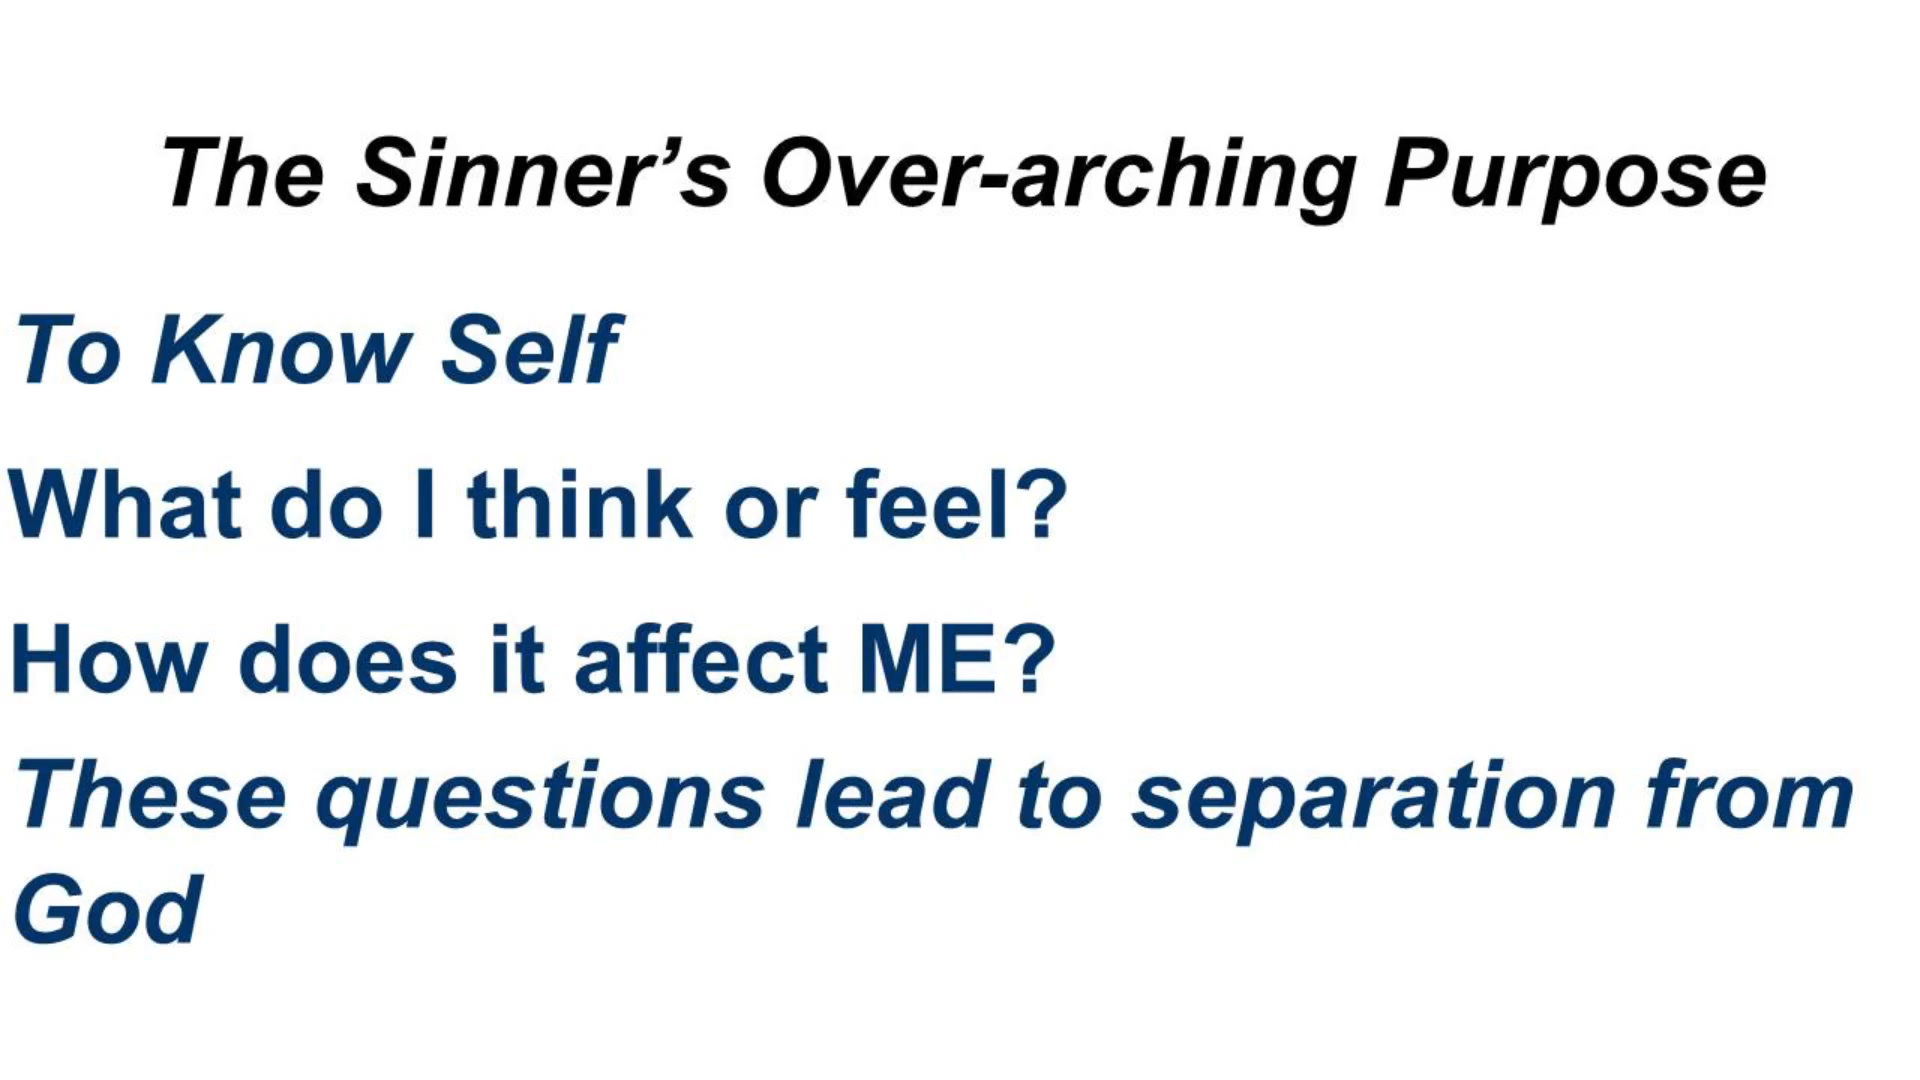 The Sinner’s Over-arching Purpose
To Know Self
What do I think or feel?
How does it affect ME?
These questions lead to separation from
God